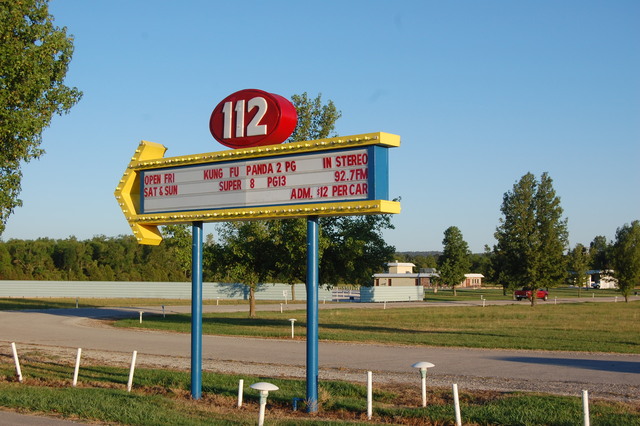 112
OPEN FRI KUNG FU PANDA 2 PG IN STEREO
SAT & SUN SUPER 8 PG13 92.7FM
ADM. $12 PER CAR